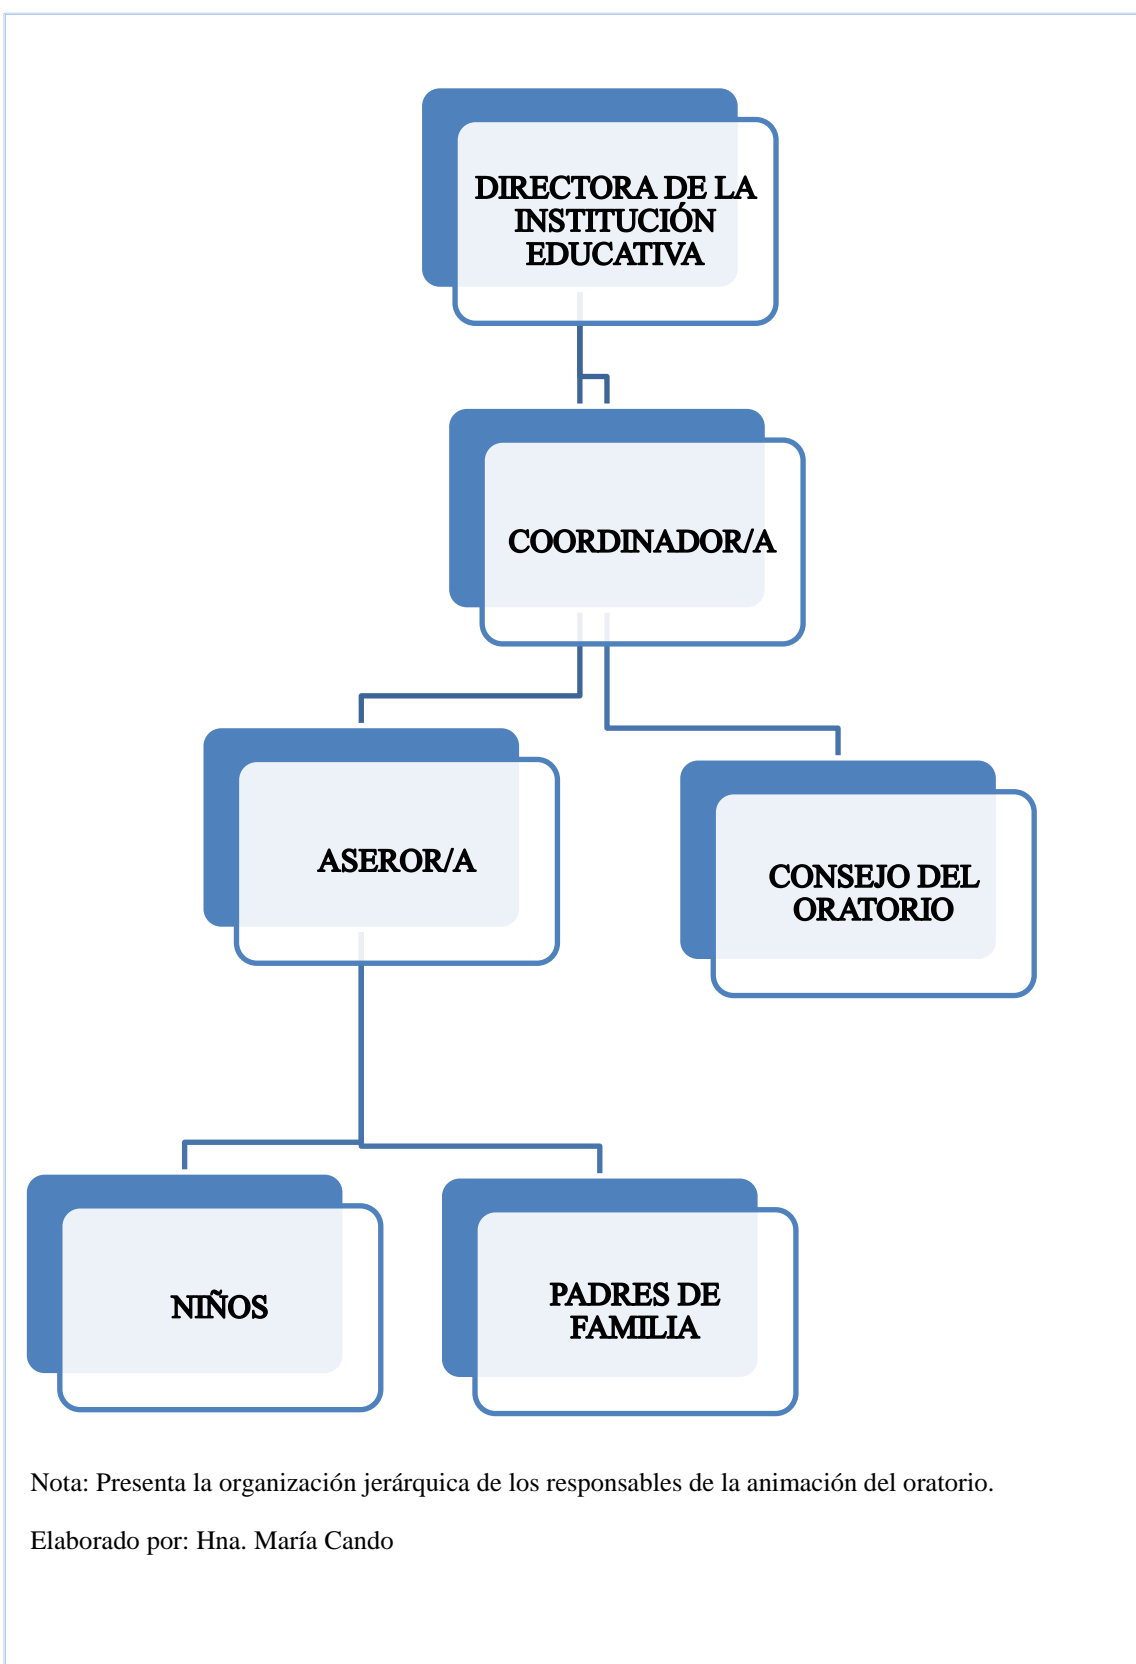 DIRECTORA DE LA
INSTITUCIÓN
EDUCATIVA
COORDINADOR/A
ASEROR/A
CONSEJO DEL
ORATORIO
NIÑOS
PADRES DE
FAMILIA
Nota: Presenta la organización jerárquica de los responsables de la animación del oratorio.
Elaborado por: Hna. María Cando